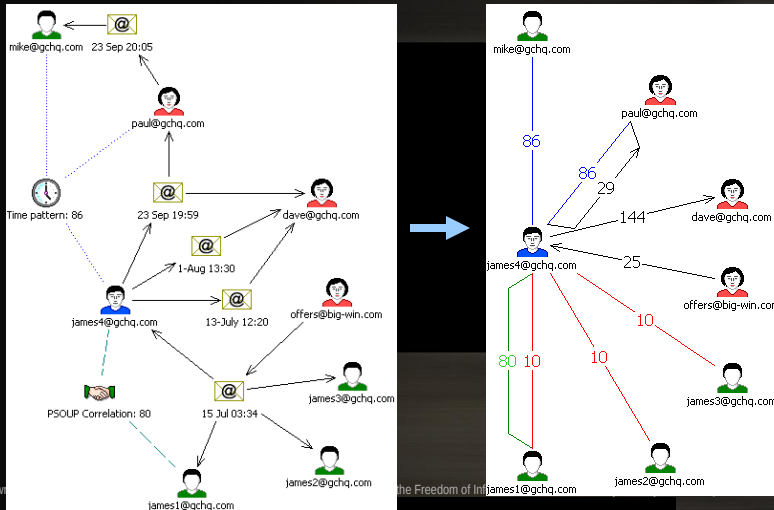 mike@gchq.com
23 Sep 20:05
paul@gchq.com
Time pattern: 86
23 Sep 19:59
dave@gchq.com
1-Aug 13:30
james4@gchq.com
13-July 12:20
offers@big-win.com
PSOUP Correlation: 80
15 Jul 03:34
james3@gchq.com
james2@gchq.com
james1@gchq.com
mike@gchq.com
paul@gchq.com
86
86
29
dave@gchq.com
144
james4@gchq.com
25
offers@big-win.com
10
80
10
10
james3@gchq.com
james2@gchq.com
james1@gchq.com
the Freedom of Inf